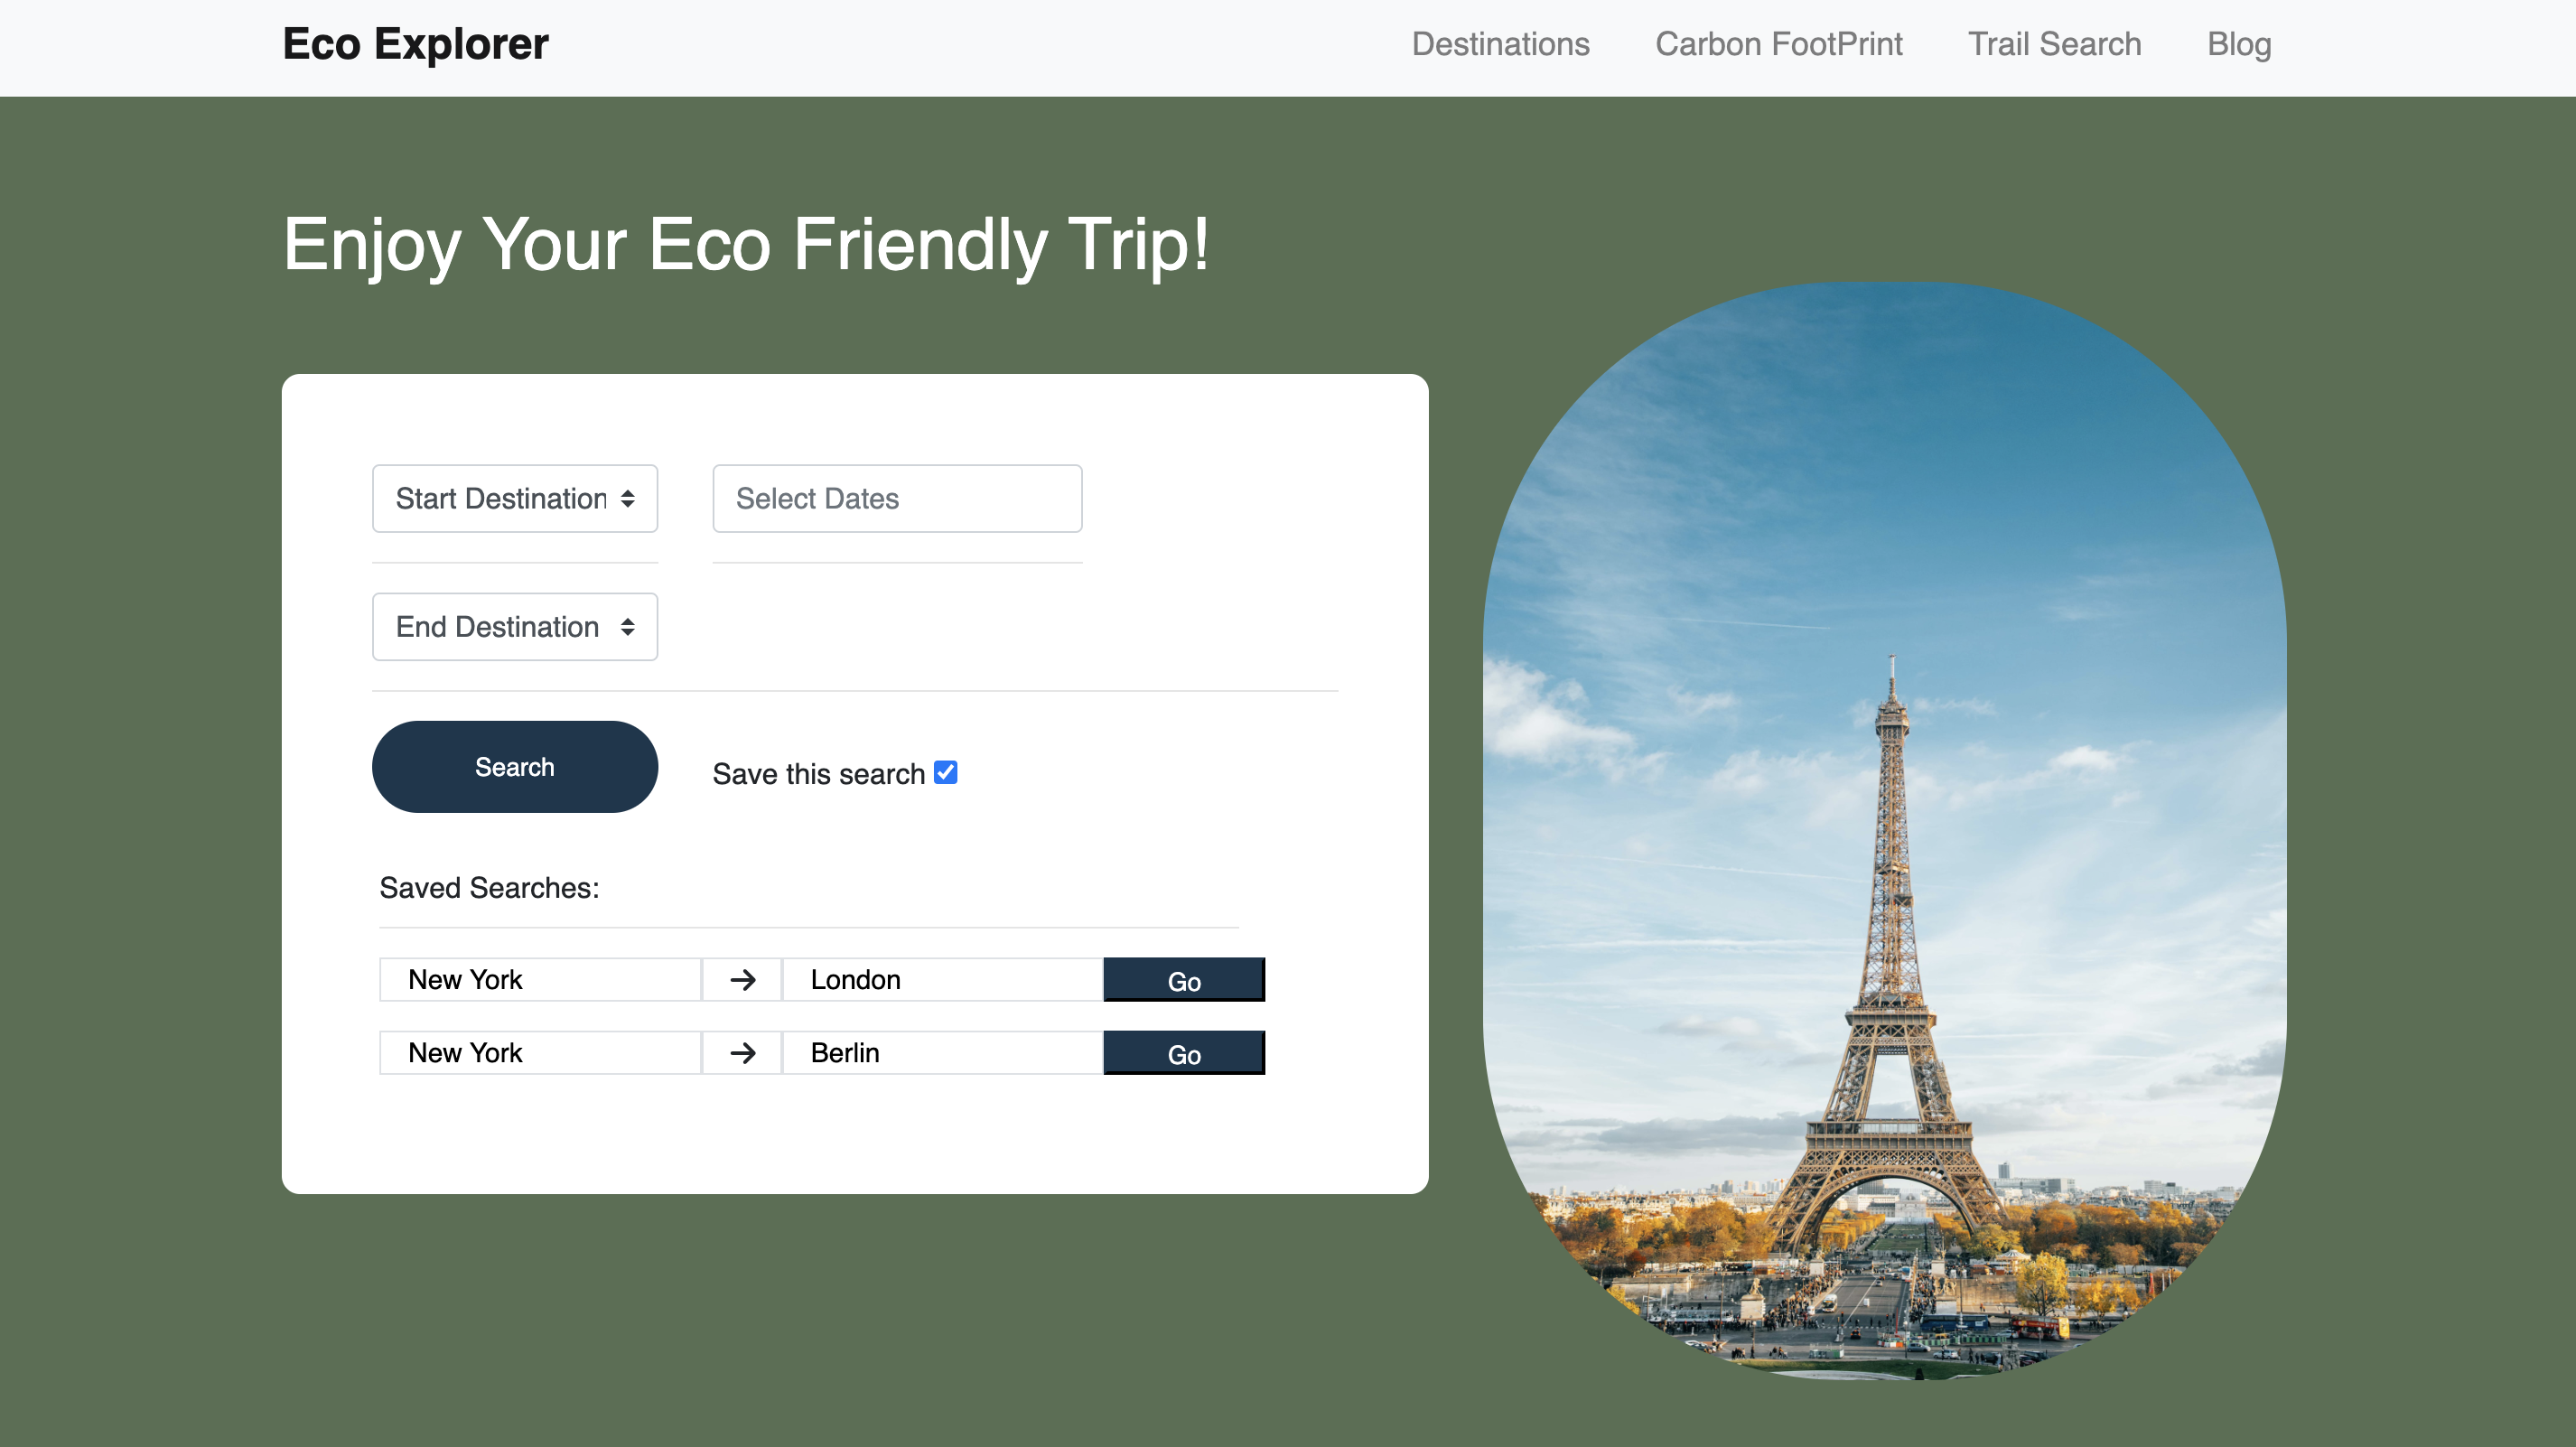 Eco Explorer
Destinations
Carbon FootPrint
Trail Search
Blog
Enjoy Your Eco Friendly Trip!
Start Destination
Select Dates
End Destination
Search
Save this search
Saved Searches:
New York → London Go
New York → Berlin Go